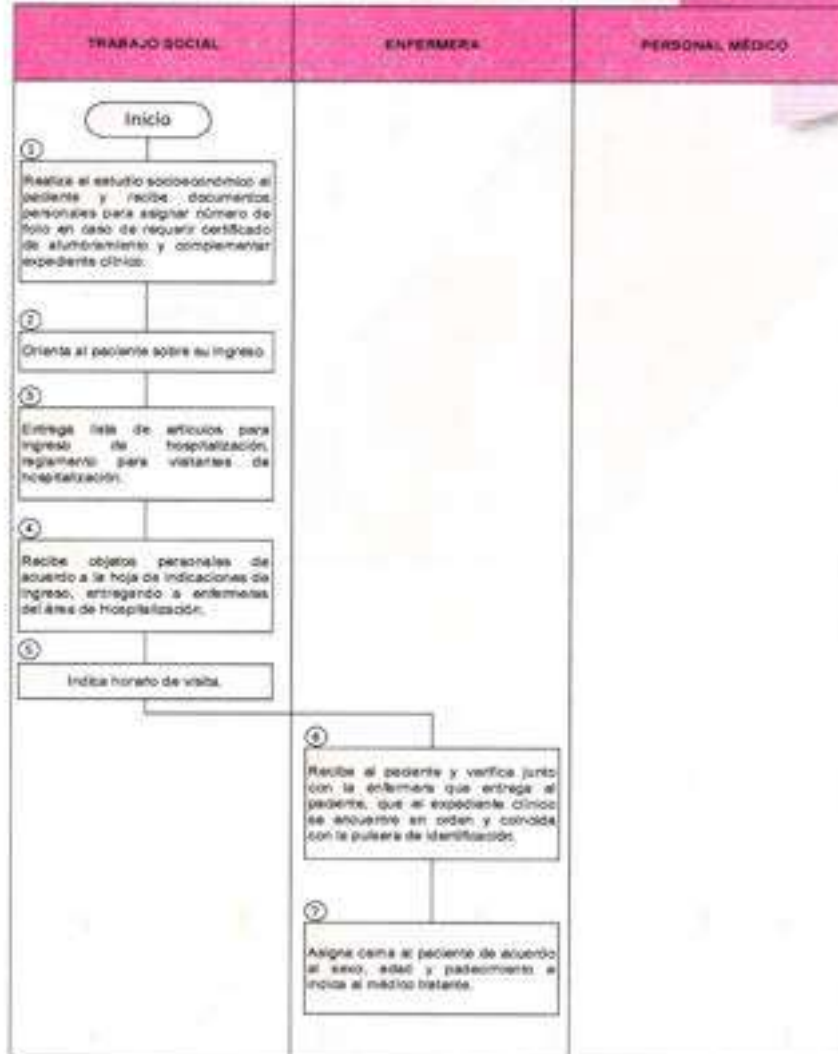 TRABAJO SOCIAL
ENFERMERA
PERSONAL MÉDICO
Inicio
1
Realiza el estudio socioeconómico al
paciente y recibe documentos
personales para asignar número de
folio en caso de requerir certificado
de alumbramiento y complementar
expediente clínico.
2
Orienta al paciente sobre su ingreso.
3
Entrega lista de artículos para
ingreso de hospitalización,
reglamento para visitantes de
hospitalización.
4
Recibe objetos personales de
acuerdo a la hoja de indicaciones de
ingreso, entregando a enfermeras
del área de Hospitalización.
5
Indica horario de visita.
6
Recibe al paciente y verifica junto
con la enfermera que entrega al
paciente, que el expediente clínico
se encuentre en orden y coincida
con la pulsera de identificación.
7
Asigna cama al paciente de acuerdo
al sexo, edad y padecimiento e
indica al médico tratante.